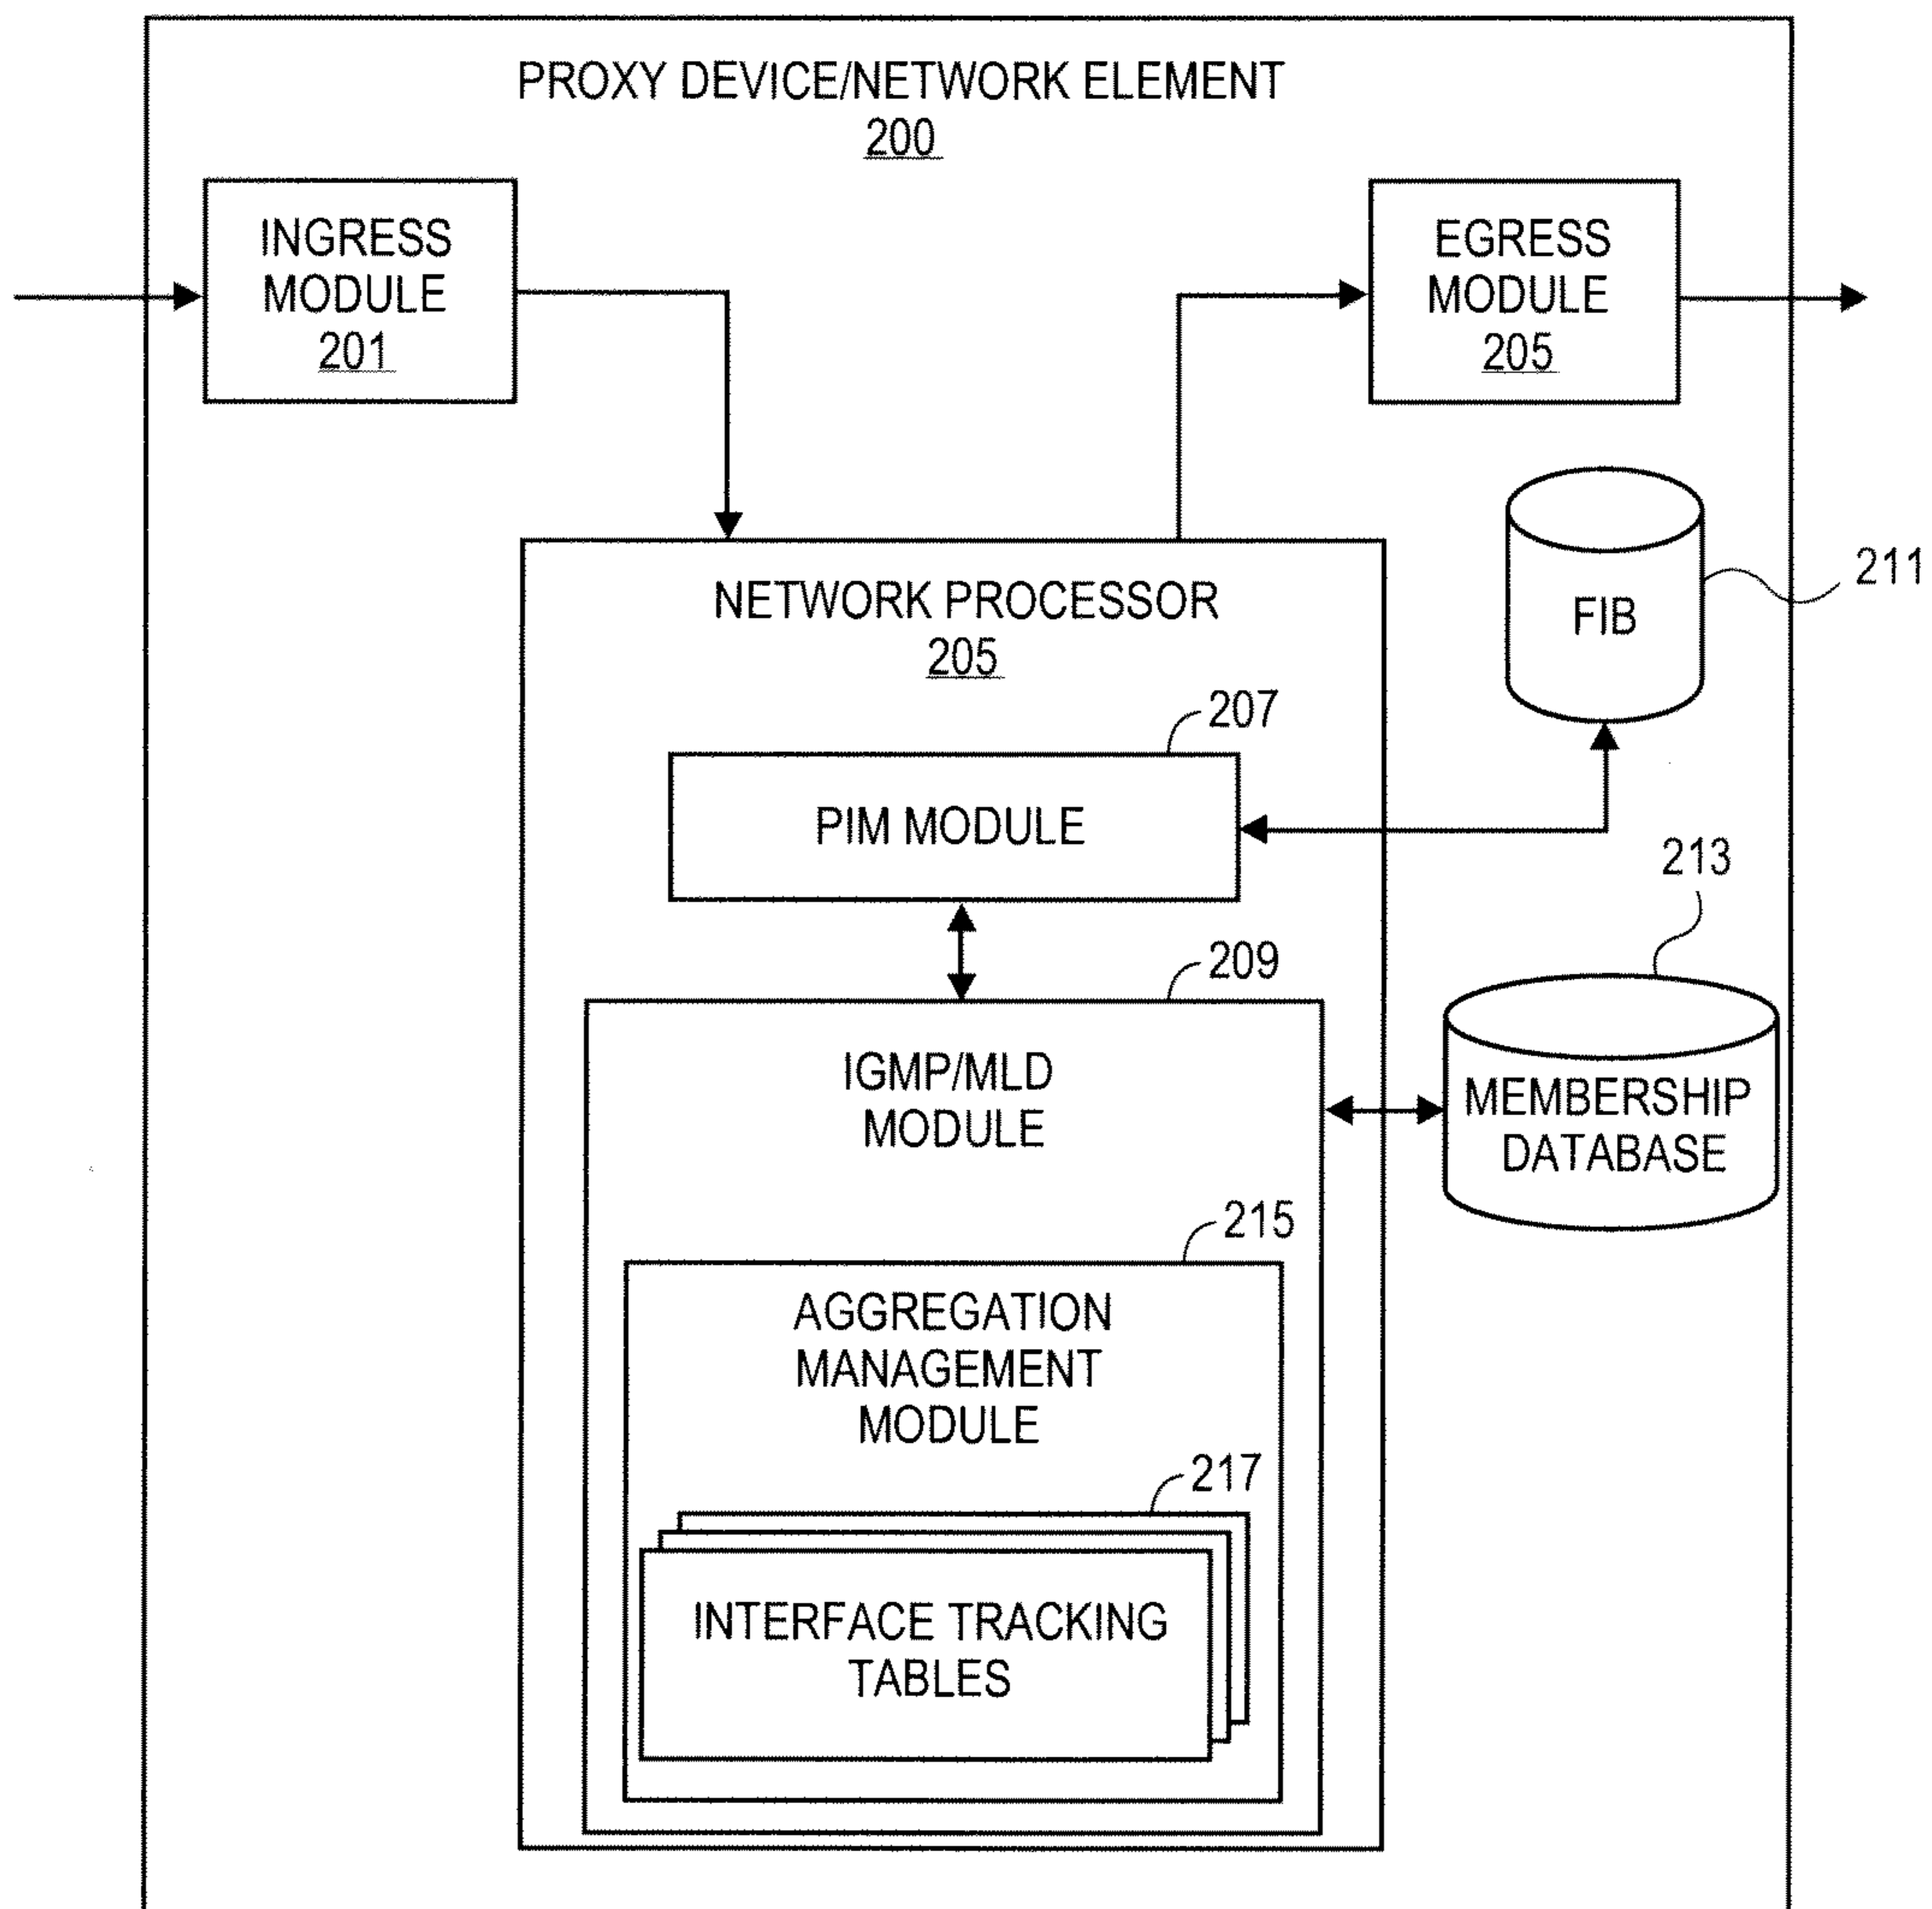 PROXY DEVICE/NETWORK ELEMENT
200
INGRESS
MODULE
201
EGRESS
MODULE
205
211
FIB
NETWORK PROCESSOR
205
207
PIM MODULE
213
209
IGMP/MLD
MODULE
MEMBERSHIP
DATABASE
215
AGGREGATION
MANAGEMENT
MODULE
217
INTERFACE TRACKING
TABLES